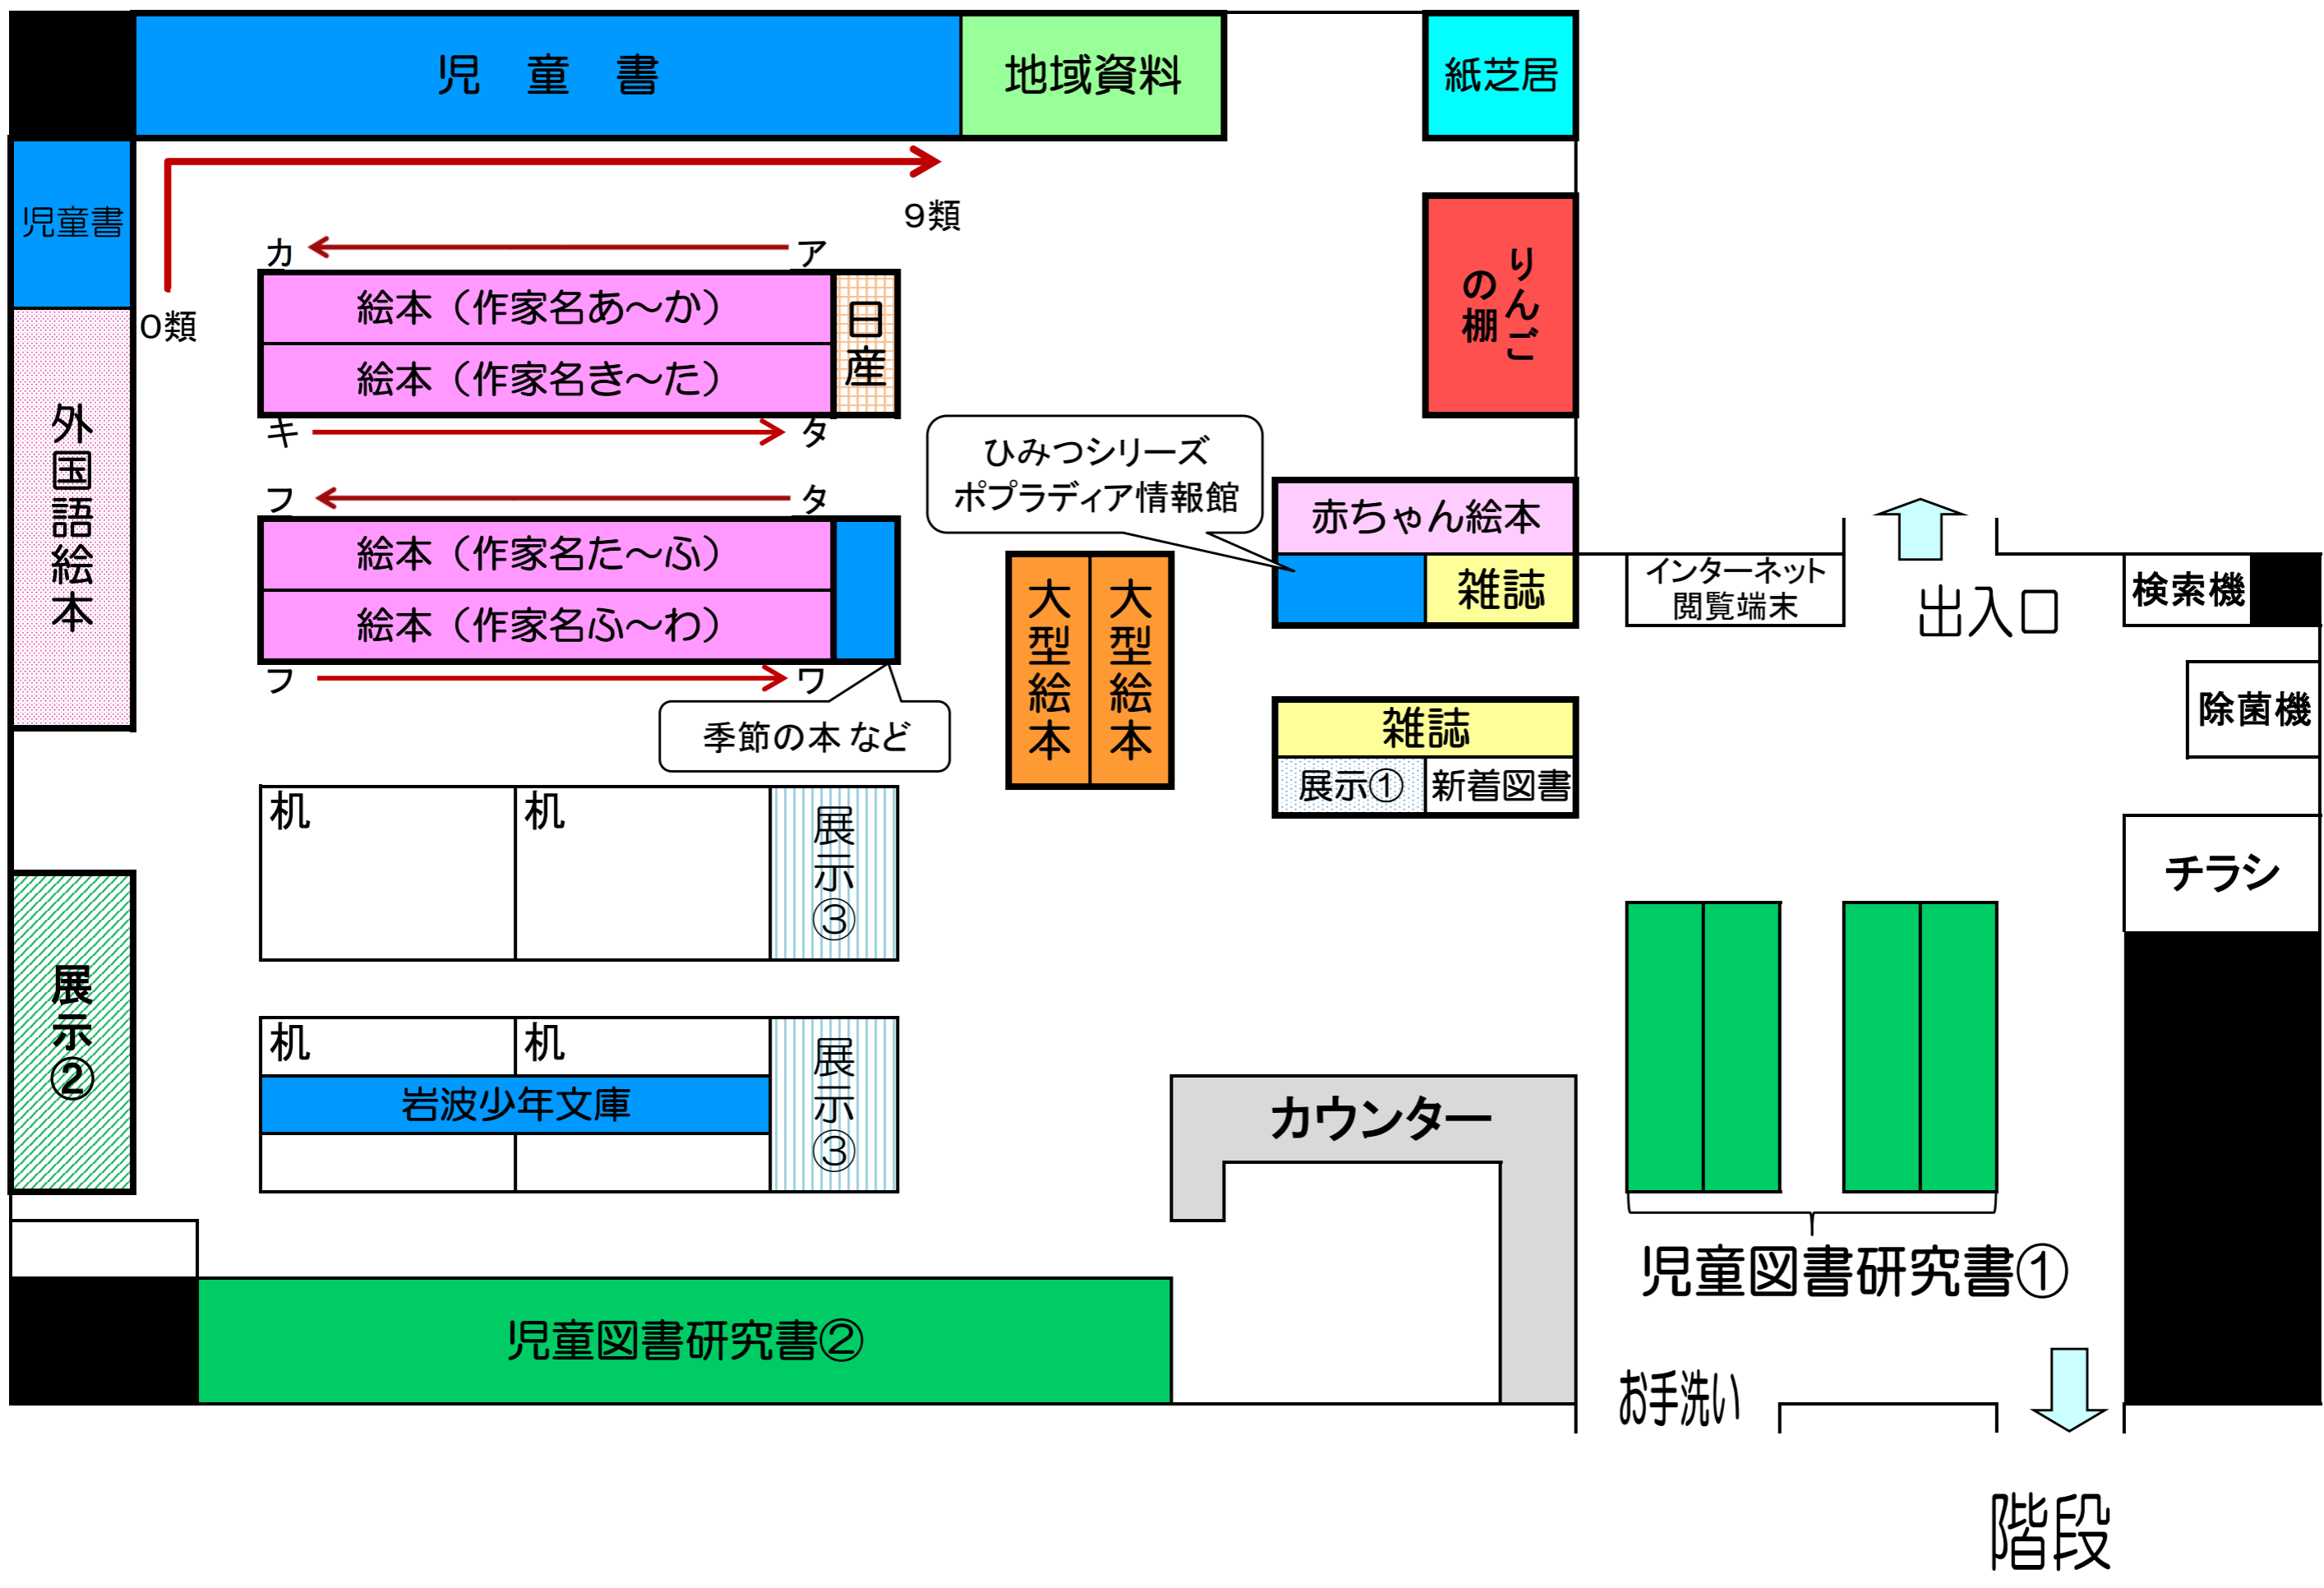 児　童　書
地域資料
紙芝居
児童書
０類
９類
りんご
の棚
カ
ア
絵本（作家名あ～か）
絵本（作家名き～た）
日産
キ
タ
外国語絵本
ひみつシリーズ
ポプラディア情報館
フ
タ
絵本（作家名た～ふ）
絵本（作家名ふ～わ）
フ
ワ
季節の本 など
大型絵本
大型絵本
赤ちゃん絵本
雑誌
インターネット
閲覧端末
出入口
検索機
除菌機
雑誌
展示①
新着図書
チラシ
机
机
展示③
展示②
机
机
岩波少年文庫
展示③
カウンター
児童図書研究書①
児童図書研究書②
お手洗い
階段